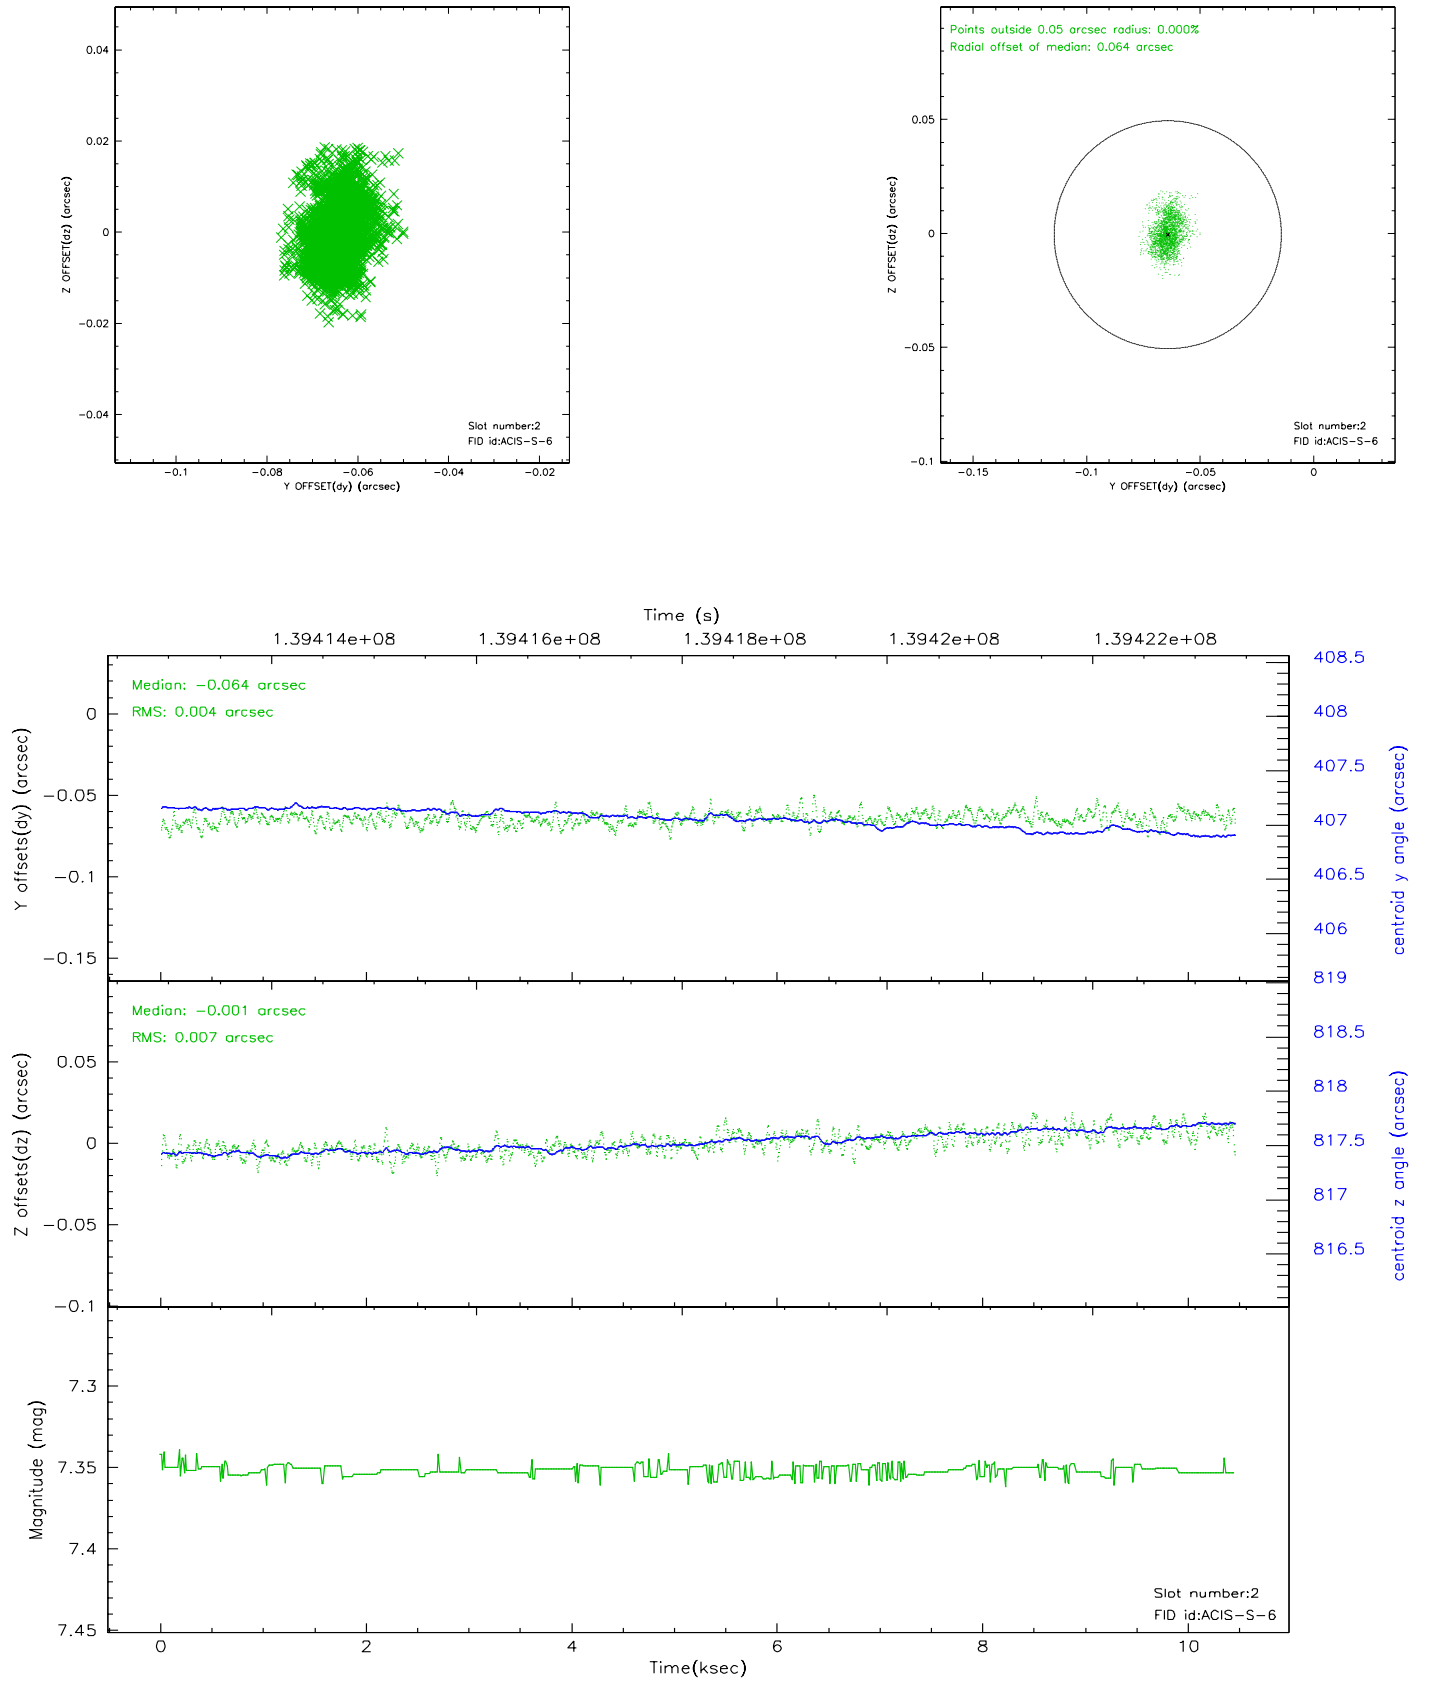 0.04
0.02
0
-0.02
-0.04
Z OFFSET(dz) (arcsec)
Slot number:2
FID id:ACIS-S-6
-0.1 -0.08 -0.06 -0.04 -0.02
Y OFFSET(dy) (arcsec)
Points outside 0.05 arcsec radius: 0.000%
Radial offset of median: 0.064 arcsec
0.05
0
-0.05
-0.1
Z OFFSET(dz) (arcsec)
Slot number:2
FID id:ACIS-S-6
-0.15 -0.1 -0.05 0
Y OFFSET(dy) (arcsec)
Time (s)
1.39414e+08 1.39416e+08 1.39418e+08 1.3942e+08 1.39422e+08
Median: -0.064 arcsec
RMS: 0.004 arcsec
0
-0.05
-0.1
-0.15
Y offsets(dy) (arcsec)
408.5
408
407.5
407
406.5
406
centroid y angle (arcsec)
Median: -0.001 arcsec
RMS: 0.007 arcsec
0.05
0
-0.05
-0.1
Z offsets(dz) (arcsec)
819
818.5
818
817.5
817
816.5
centroid z angle (arcsec)
7.3
7.35
7.4
7.45
Magnitude (mag)
Slot number:2
FID id:ACIS-S-6
0 2 4 6 8 10
Time(ksec)